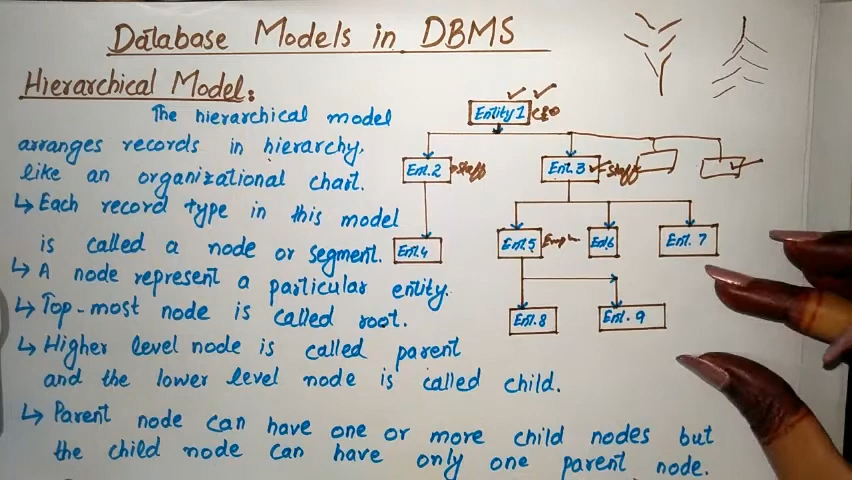 Database Models in DBMS
Hierarchical Model:
The hierarchical model
arranges records in hierarchy.
like an organizational chart.
↳ Each record type in this model
is called a node or segment.
↳ A node represent a particular entity.
↳ Top-most node is called root.
↳ Higher level node is called parent
and the lower level node is called child.
↳ Parent node can have one or more child nodes but
the child node can have only one parent node.
Entity 1 CEO
Ent.2 Staff Ent.3 Staff
Ent.4 Ent.5 Ent6 Ent.7
Ent.8 Ent.9